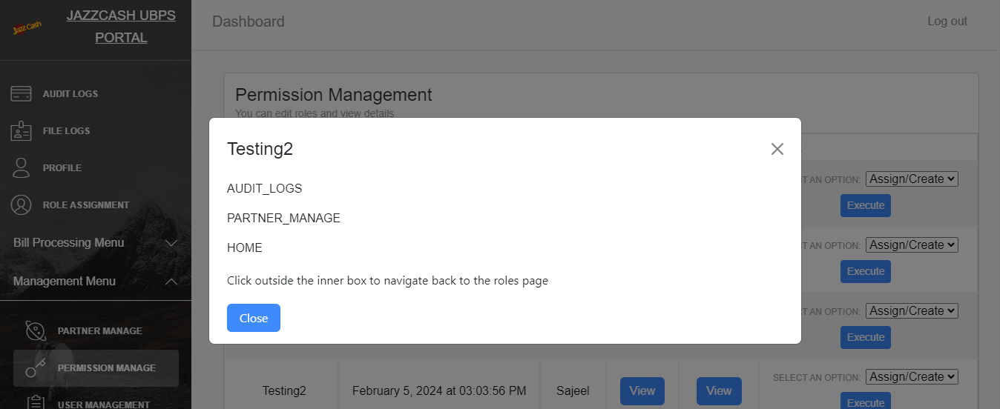 Jazz Cash
JAZZCASH UBPS
PORTAL
AUDIT LOGS
FILE LOGS
PROFILE
ROLE ASSIGNMENT
Bill Processing Menu
Management Menu
PARTNER MANAGE
PERMISSION MANAGE
USER MANAGEMENT
Dashboard
Log out
Permission Management
You can edit roles and view details
Testing2
AUDIT_LOGS
PARTNER_MANAGE
HOME
Click outside the inner box to navigate back to the roles page
Close
AN OPTION: Assign/Create
Execute
AN OPTION: Assign/Create
Execute
AN OPTION: Assign/Create
Execute
Testing2 February 5, 2024 at 03:03:56 PM Sajeel View View SELECT AN OPTION: Assign/Create
Execute